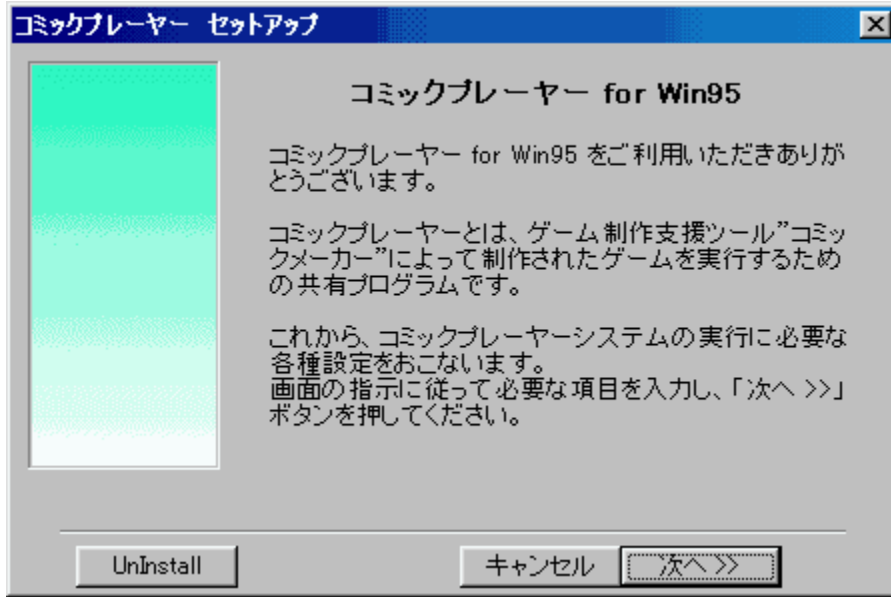 コミックプレーヤー セットアップ
コミックプレーヤー for Win95
コミックプレーヤー for Win95 をご利用いただきありが
とうございます。
コミックプレーヤーとは、ゲーム制作支援ツール”コミッ
クメーカー”によって制作されたゲームを実行するため
の共有プログラムです。
これから、コミックプレーヤーシステムの実行に必要な
各種設定をおこないます。
画面の指示に従って必要な項目を入力し、「次へ >>」
ボタンを押してください。
UnInstall
キャンセル
次へ >>